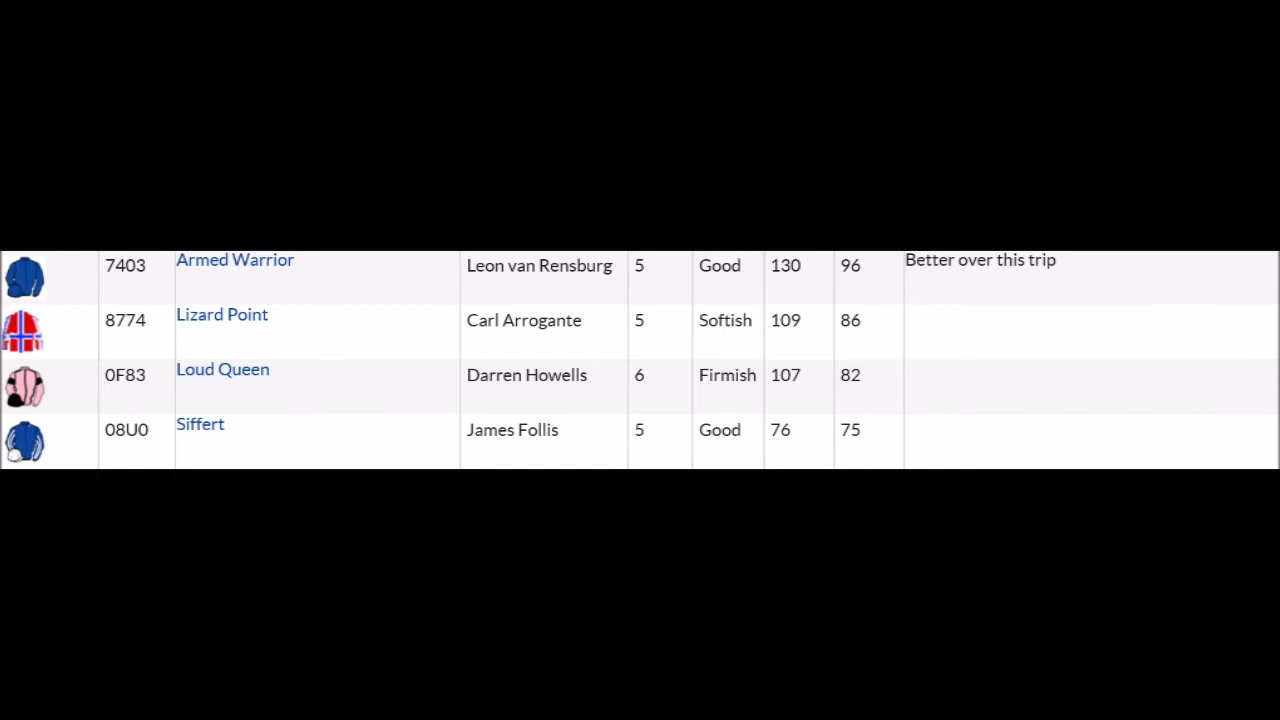 7403 Armed Warrior Leon van Rensburg 5 Good 130 96 Better over this trip
8774 Lizard Point Carl Arrogante 5 Softish 109 86
0F83 Loud Queen Darren Howells 6 Firmish 107 82
08U0 Siffert James Follis 5 Good 76 75